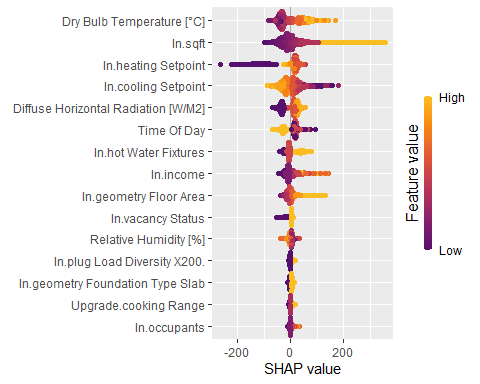 Dry Bulb Temperature [°C]
In.sqft
In.heating Setpoint
In.cooling Setpoint
Diffuse Horizontal Radiation [W/M2]
Time Of Day
In.hot Water Fixtures
In.income
In.geometry Floor Area
In.vacancy Status
Relative Humidity [%]
In.plug Load Diversity X200.
In.geometry Foundation Type Slab
Upgrade.cooking Range
In.occupants
-200
0
200
SHAP value
High
Feature value
Low